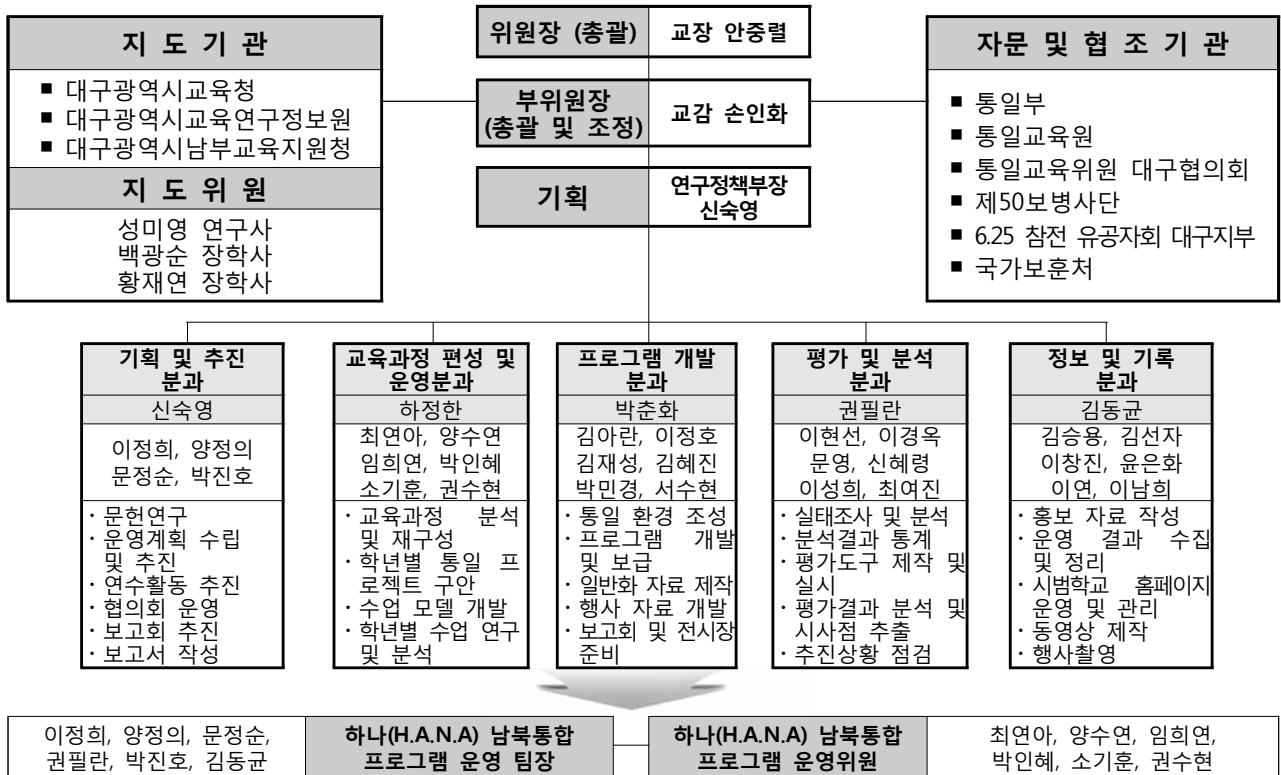 지 도 기 관
■ 대구광역시교육청
■ 대구광역시교육연구정보원
■ 대구광역시남부교육지원청
지 도 위 원
성미영 연구사
백광순 장학사
황재연 장학사
위원장 (총괄)
교장 안중렬
부위원장
(총괄 및 조정)
교감 손인화
기획
연구정책부장
신숙영
자문 및 협조 기관
■ 통일부
■ 통일교육원
■ 통일교육위원 대구협의회
■ 제50보병사단
■ 6.25 참전 유공자회 대구지부
■ 국가보훈처
기획 및 추진
분과
신숙영
이정희, 양정의
문정순, 박진호
· 문헌연구
· 운영계획 수립
및 추진
· 연수활동 추진
· 협의회 운영
· 보고회 추진
· 보고서 작성
교육과정 편성 및
운영분과
하정한
최연아, 양수연
임희연, 박인혜
소기훈, 권수현
· 교육과정 분석
및 재구성
· 학년별 통일 프
로젝트 구안
· 수업 모델 개발
· 학년별 수업 연구
및 분석
프로그램 개발
분과
박춘화
김아란, 이정호
김재성, 김혜진
박민경, 서수현
· 통일 환경 조성
· 프로그램 개발
및 보급
· 일반화 자료 제작
· 행사 자료 개발
· 보고회 및 전시장
준비
평가 및 분석
분과
권필란
이현선, 이경옥
문영, 신혜령
이성희, 최여진
· 실태조사 및 분석
· 분석결과 통계
· 평가도구 제작 및
실시
· 평가결과 분석 및
시사점 추출
· 추진상황 점검
정보 및 기록
분과
김동균
김승용, 김선자
이창진, 윤은화
이연, 이남희
· 홍보 자료 작성
· 운영 결과 수집
및 정리
· 시범학교 홈페이지
운영 및 관리
· 동영상 제작
· 행사촬영
이정희, 양정의, 문정순,
권필란, 박진호, 김동균
하나(H.A.N.A) 남북통합
프로그램 운영 팀장
하나(H.A.N.A) 남북통합
프로그램 운영위원
최연아, 양수연, 임희연,
박인혜, 소기훈, 권수현